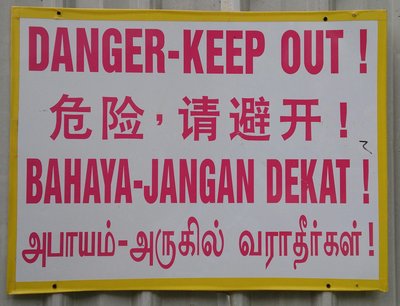 DANGER-KEEP OUT !
危险，请避开！
BAHAYA-JANGAN DEKAT !
அபாயம்-அருகில் வராதீர்கள் !